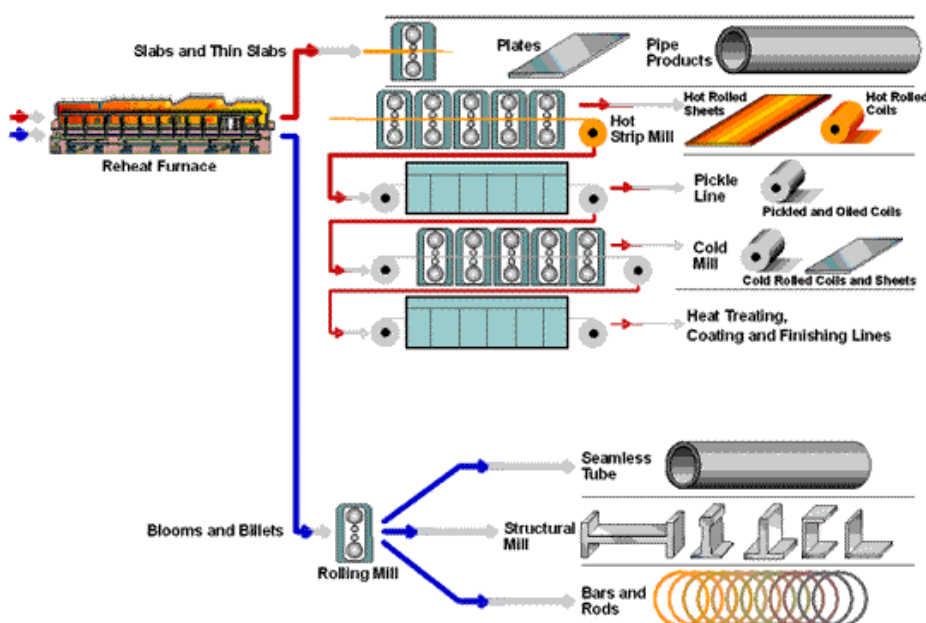 Slabs and Thin Slabs
Plates
Pipe
Products
Reheat Furnace
Hot
Strip Mill
Hot Rolled
Sheets
Hot Rolled
Coils
Pickle
Line
Pickled and Oiled Coils
Cold
Mill
Cold Rolled Coils and Sheets
Heat Treating,
Coating and Finishing Lines
Seamless
Tube
Blooms and Billets
Rolling Mill
Structural
Mill
Bars and
Rods